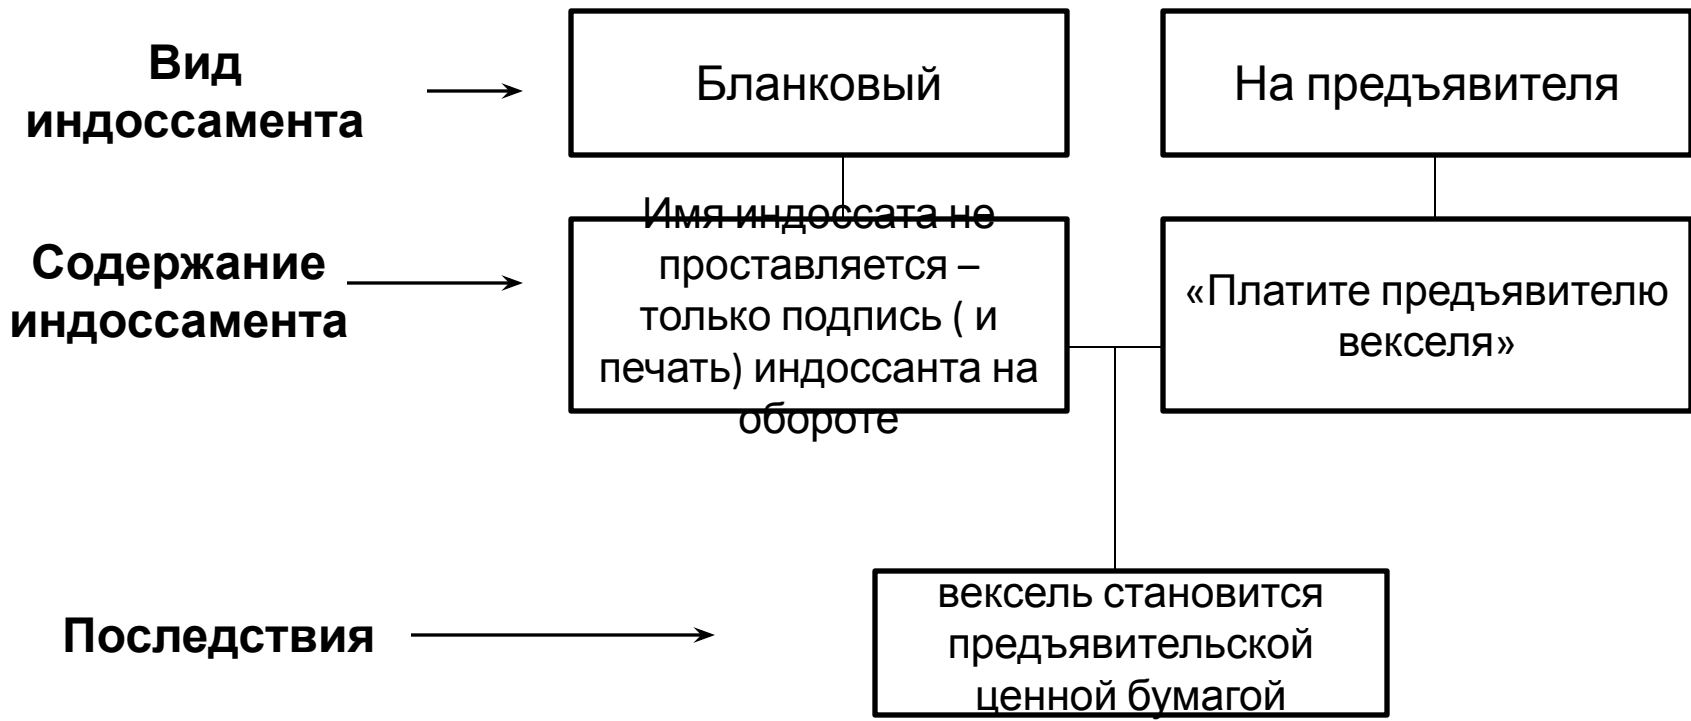 Вид
индоссамента
Бланковый
На предъявителя
Содержание
индоссамента
Имя индоссата не
проставляется –
только подпись ( и
печать) индоссанта на
обороте
«Платите предъявителю
векселя»
Последствия
вексель становится
предъявительской
ценной бумагой